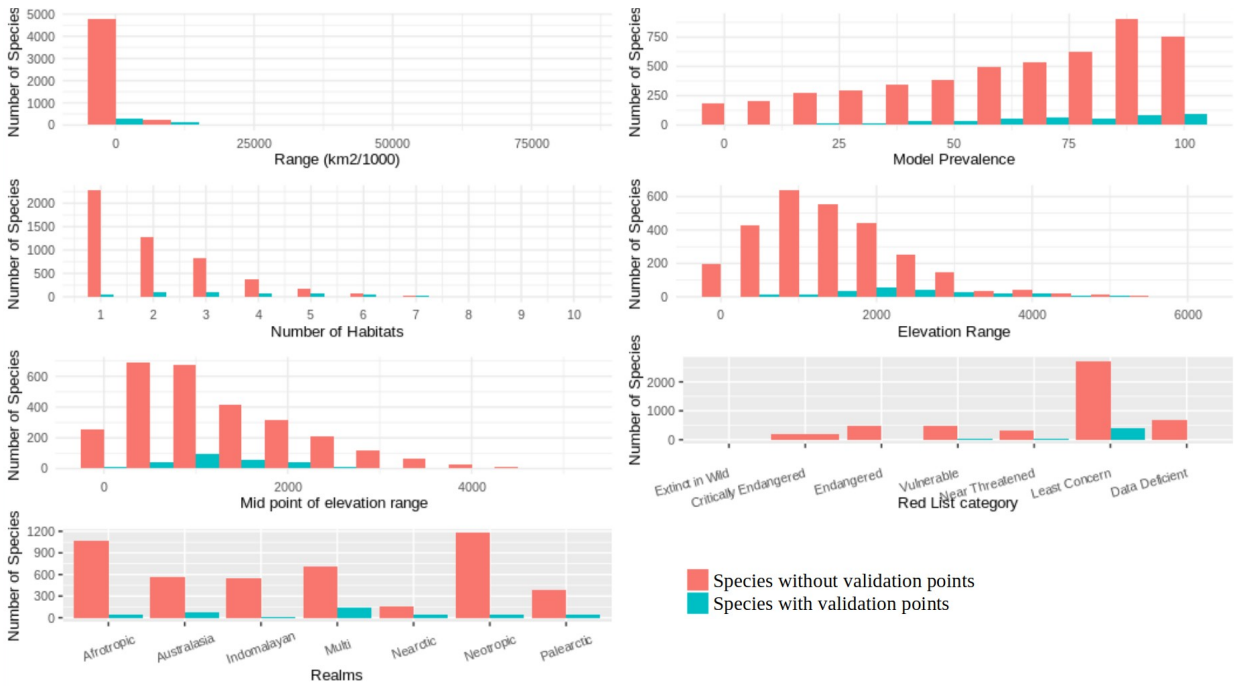 Number of Species
5000
4000
3000
2000
1000
0
0 25000 50000 75000
Range (km2/1000)
Number of Species
750
500
250
0
0 25 50 75 100
Model Prevalence
Number of Species
2000
1500
1000
500
0
1 2 3 4 5 6 7 8 9 10
Number of Habitats
Number of Species
600
400
200
0
0 2000 4000 6000
Elevation Range
Number of Species
600
400
200
0
0 2000 4000
Mid point of elevation range
Number of Species
2000
1000
0
Extinct in Wild
Critically Endangered
Endangered
Vulnerable
Near Threatened
Least Concern
Data Deficient
Red List category
Number of Species
1200
900
600
300
0
Afrotropic
Australasia
Indomalayan
Multi
Nearctic
Neotropic
Palearctic
Realms
Species without validation points
Species with validation points